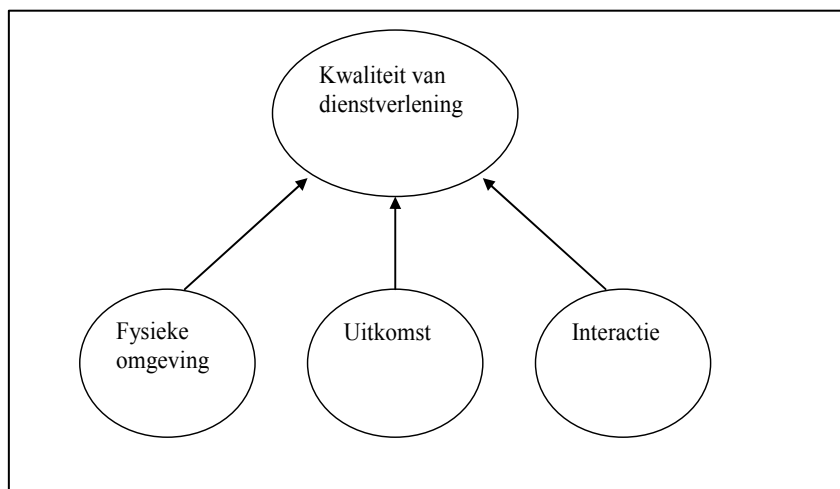 Kwaliteit van
dienstverlening
Fysieke
omgeving
Uitkomst
Interactie